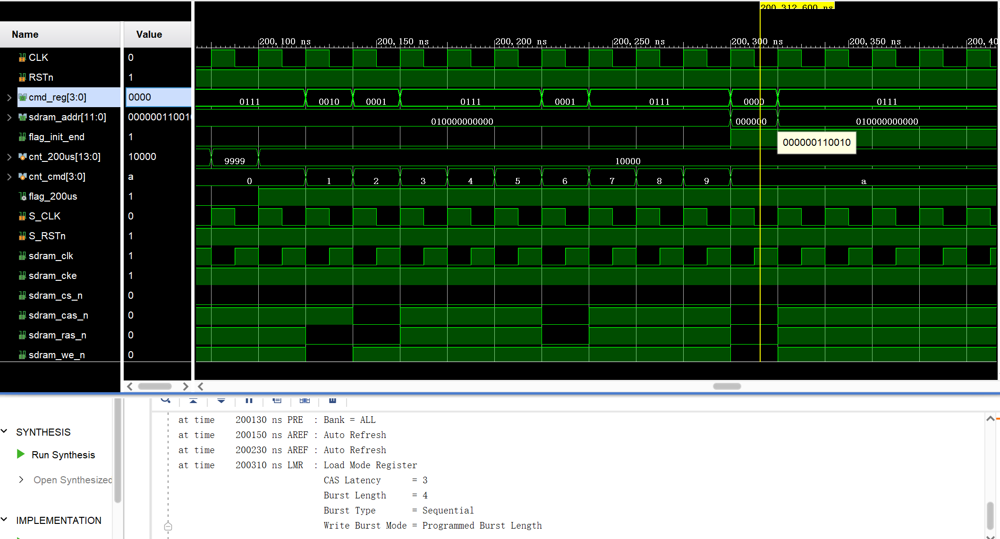 200,312,600 ns
Name Value
200,100 ns 200,150 ns 200,200 ns 200,250 ns 200,300 ns 200,350 ns 200,40
CLK 0
RSTn 1
cmd_reg[3:0] 0000 0111 0010 0001 0111 0001 0111 0000 0111
sdram_addr[11:0] 00000011001 010000000000 000000 010000000000
flag_init_end 1
000000110010
cnt_200us[13:0] 10000 9999 10000
cnt_cmd[3:0] a 0 1 2 3 4 5 6 7 8 9 a
flag_200us 1
S_CLK 0
S_RSTn 1
sdram_clk 1
sdram_cke 1
sdram_cs_n 0
sdram_cas_n 0
sdram_ras_n 0
sdram_we_n 0
SYNTHESIS
Run Synthesis
Open Synthesized
IMPLEMENTATION
at time 200130 ns PRE : Bank = ALL
at time 200150 ns AREF : Auto Refresh
at time 200230 ns AREF : Auto Refresh
at time 200310 ns LMR : Load Mode Register
CAS Latency = 3
Burst Length = 4
Burst Type = Sequential
Write Burst Mode = Programmed Burst Length